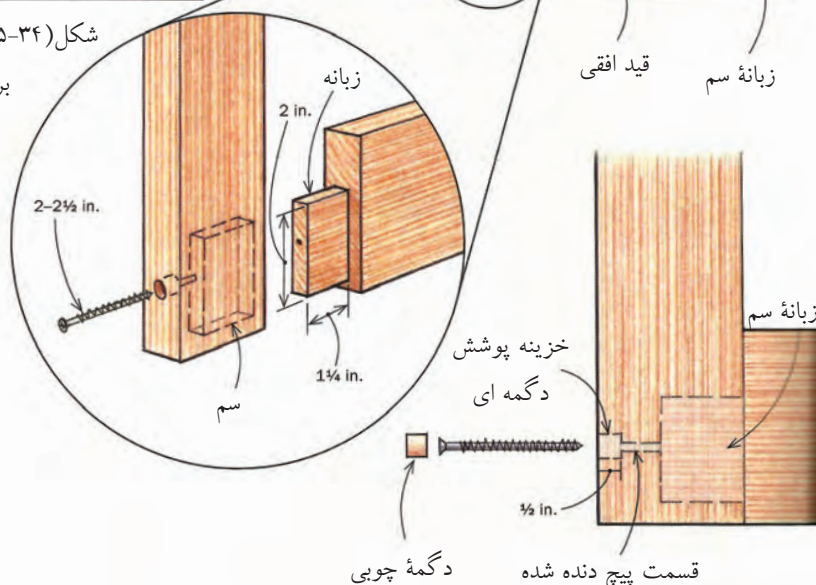 شکل(۳۴-۵
بر
قید افقی
زبانهٔ سم
زبانه
2 in.
2–2½ in.
1¼ in.
سم
زبانهٔ سم
خزینه پوشش
دگمه ای
½ in.
دگمهٔ چوبی
قسمت پیچ دنده شده